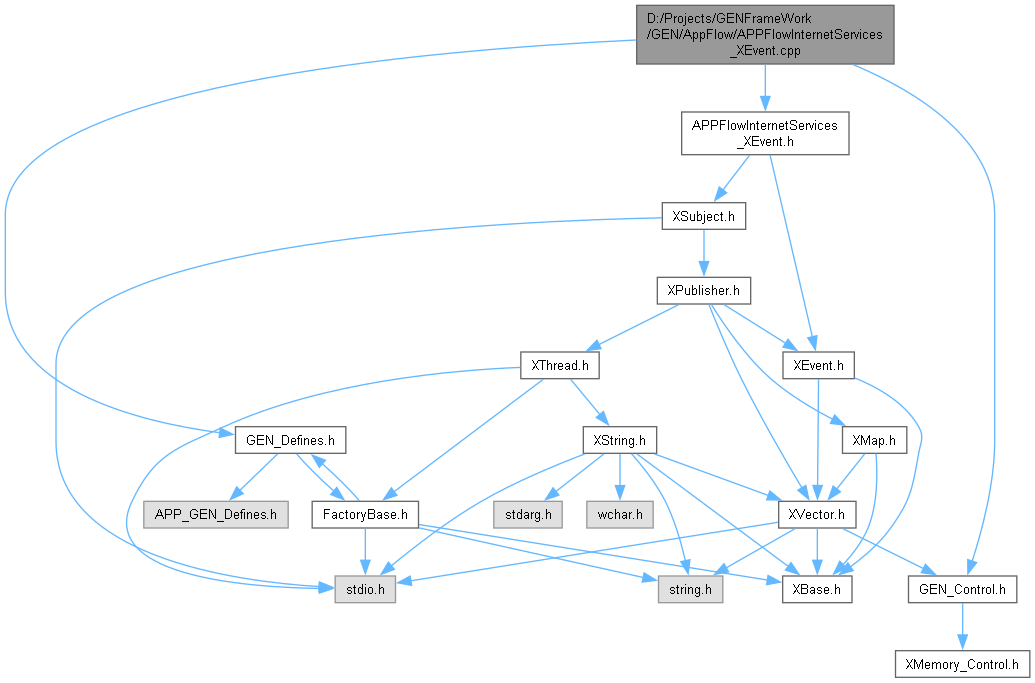 D:/Projects/GENFrameWork
/GEN/AppFlow/APPFlowInternetServices
_XEvent.cpp
APPFlowInternetServices
_XEvent.h
XSubject.h
XPublisher.h
XThread.h
XEvent.h
GEN_Defines.h
XString.h
XMap.h
APP_GEN_Defines.h
FactoryBase.h
stdarg.h
wchar.h
XVector.h
stdio.h
string.h
XBase.h
GEN_Control.h
XMemory_Control.h